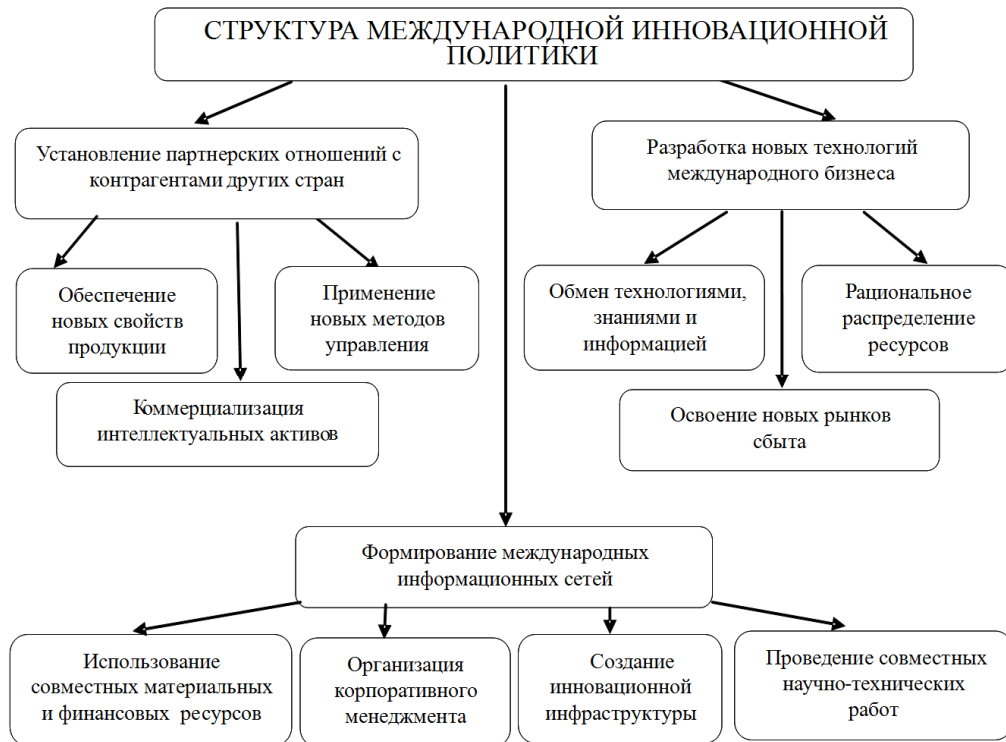 СТРУКТУРА МЕЖДУНАРОДНОЙ ИННОВАЦИОННОЙ
ПОЛИТИКИ
Установление партнерских отношений с
контрагентами других стран
Разработка новых технологий
международного бизнеса
Обеспечение
новых свойств
продукции
Применение
новых методов
управления
Обмен технологиями,
знаниями и
информацией
Рациональное
распределение
ресурсов
Коммерциализация
интеллектуальных активов
Освоение новых рынков
сбыта
Формирование международных
информационных сетей
Использование
совместных материальных
и финансовых ресурсов
Организация
корпоративного
менеджмента
Создание
инновационной
инфраструктуры
Проведение совместных
научно-технических
работ